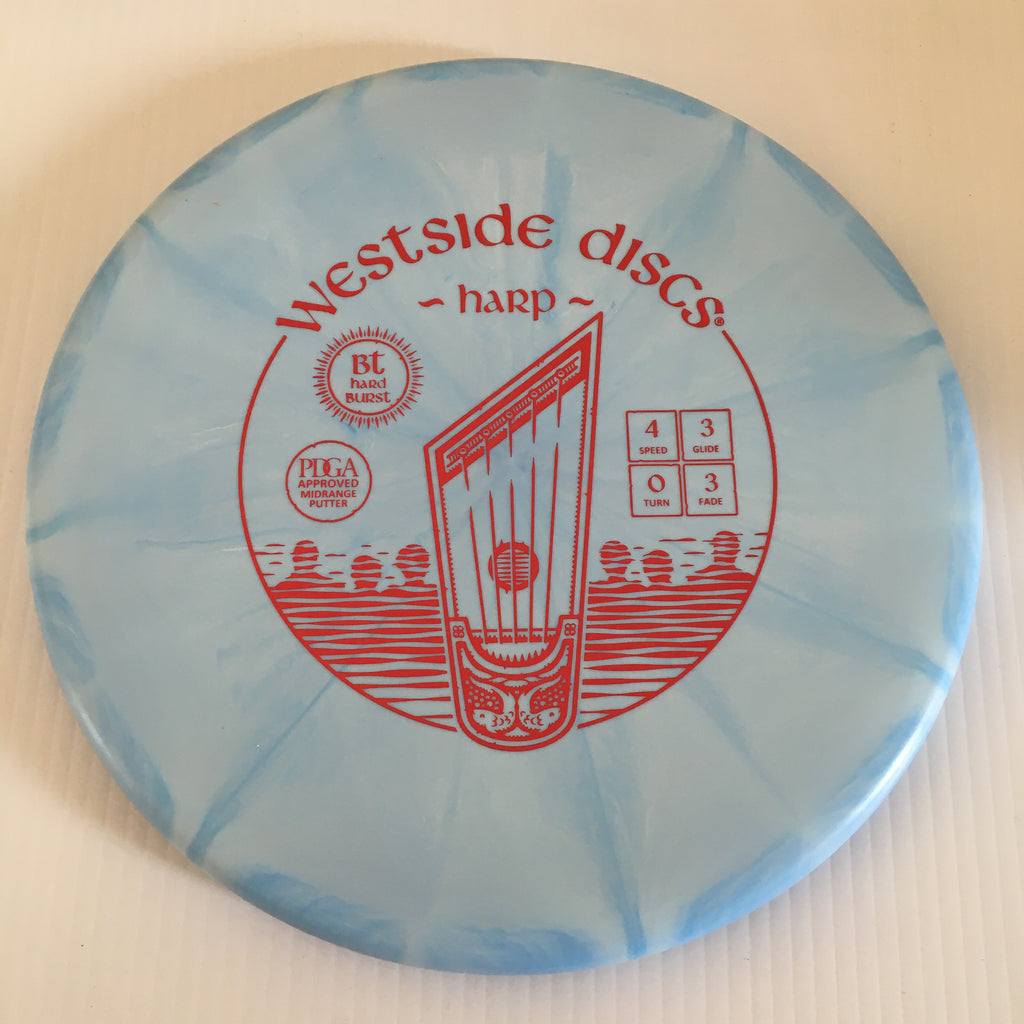 Westside discs®
~ harp ~
Bt
hard
Burst
PDGA
APPROVED
MIDRANGE
PUTTER
4 3
SPEED GLIDE
0 3
TURN FADE